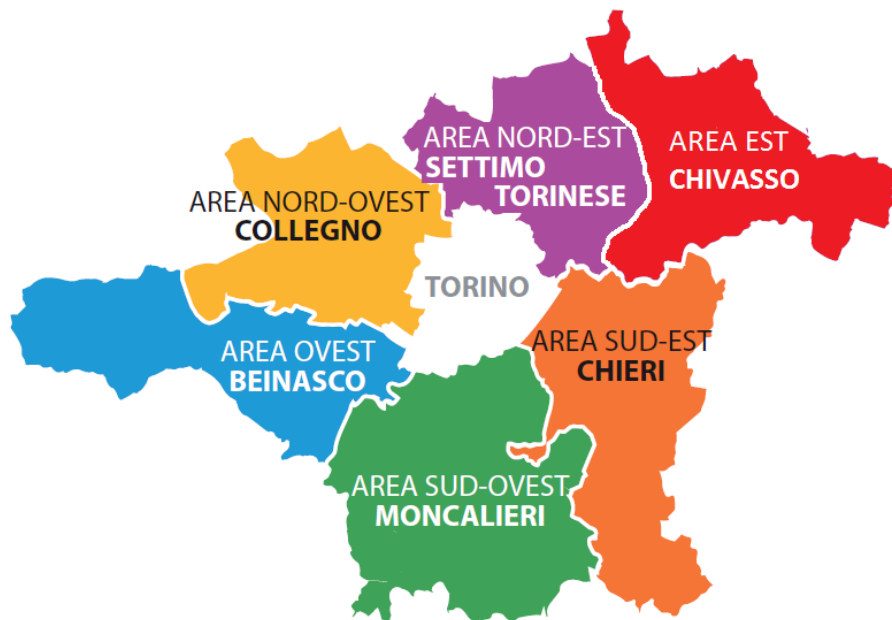 AREA NORD-EST
SETTIMO
TORINESE
AREA EST
CHIVASSO
AREA NORD-OVEST
COLLEGNO
TORINO
AREA OVEST
BEINASCO
AREA SUD-EST
CHIERI
AREA SUD-OVEST
MONCALIERI